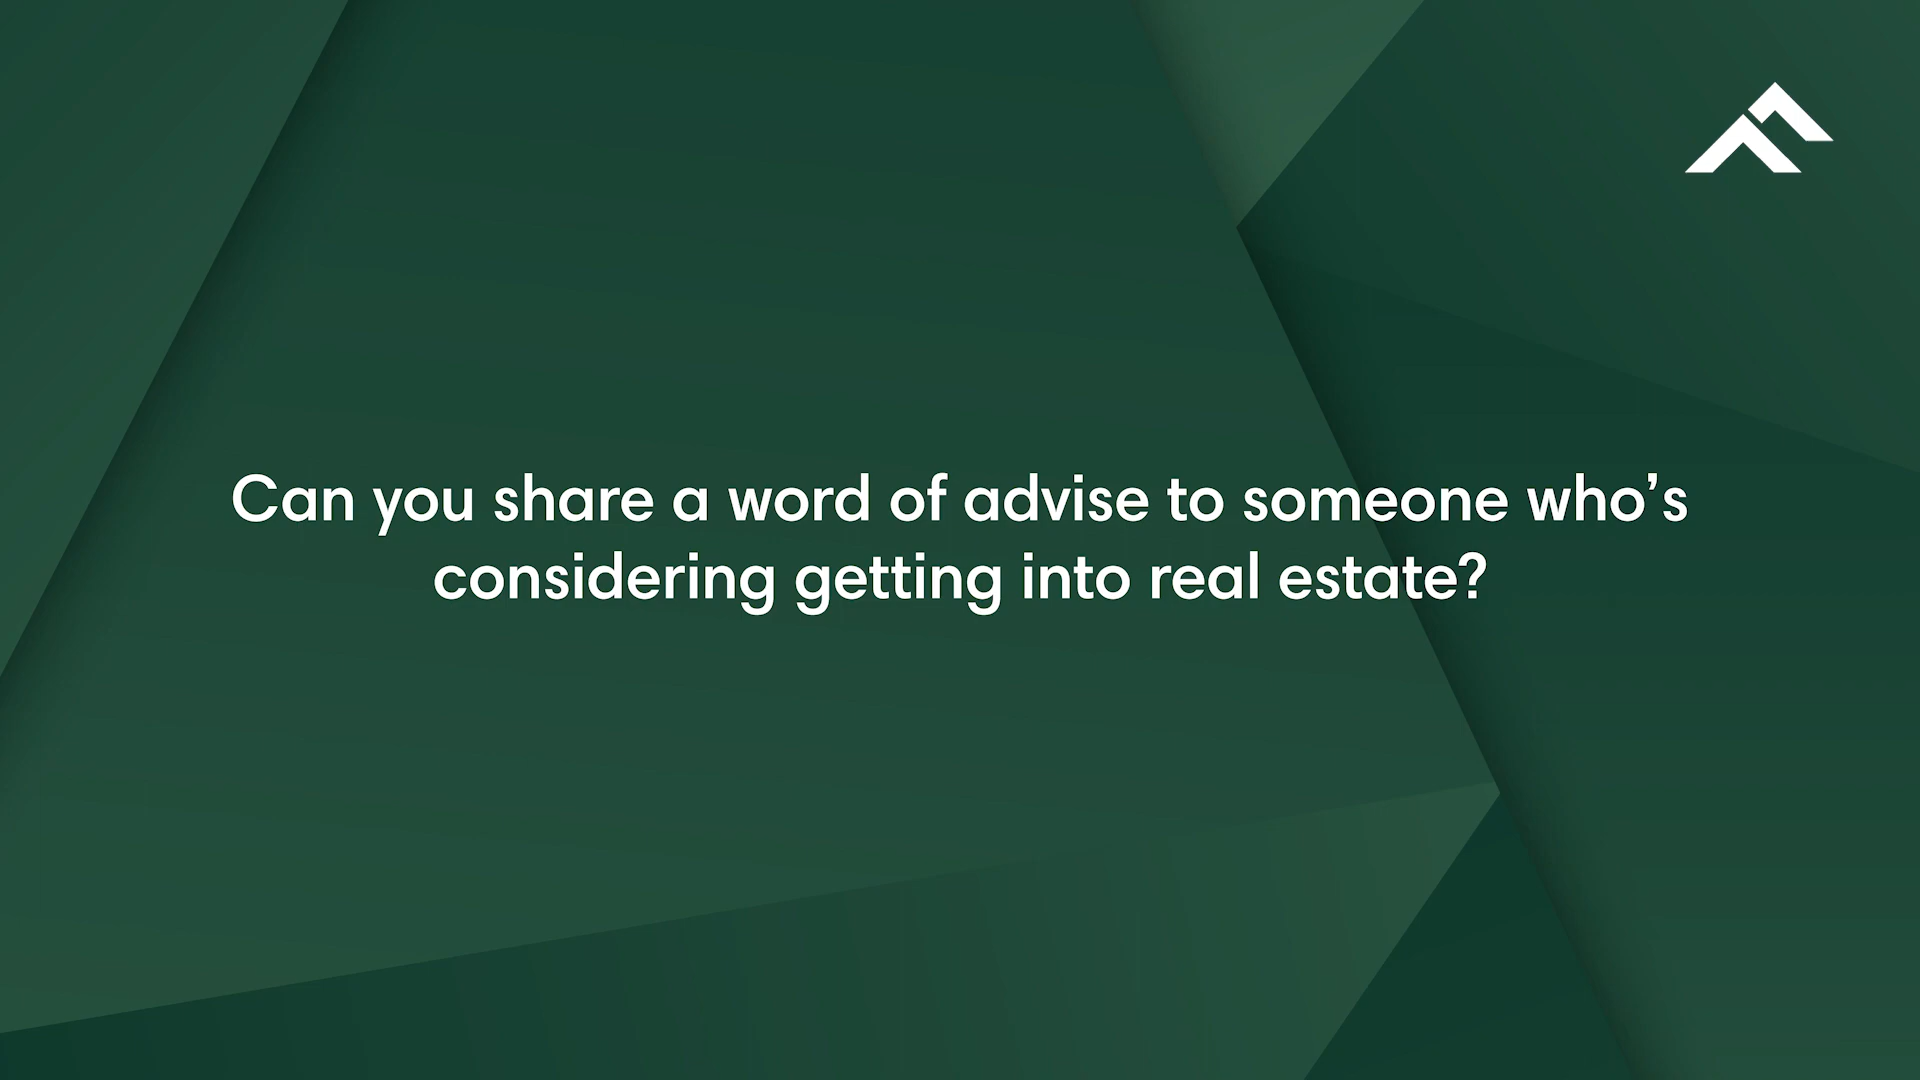 Can you share a word of advise to someone who’s
considering getting into real estate?